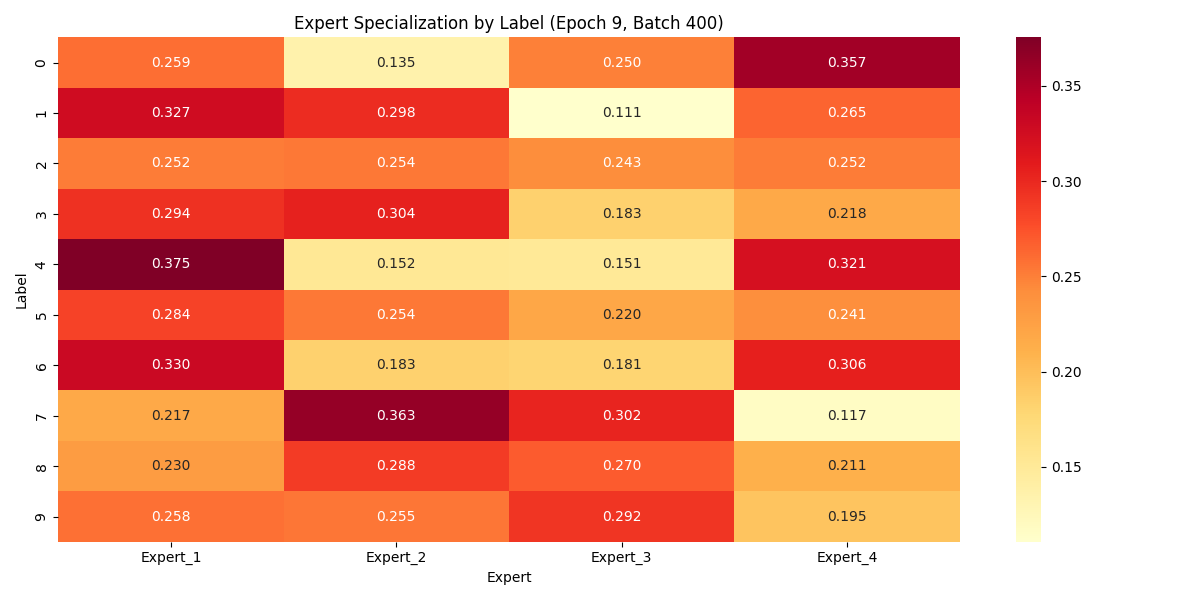 Expert Specialization by Label (Epoch 9, Batch 400)
0 0.259 0.135 0.250 0.357
1 0.327 0.298 0.111 0.265
2 0.252 0.254 0.243 0.252
3 0.294 0.304 0.183 0.218
4 0.375 0.152 0.151 0.321
5 0.284 0.254 0.220 0.241
6 0.330 0.183 0.181 0.306
7 0.217 0.363 0.302 0.117
8 0.230 0.288 0.270 0.211
9 0.258 0.255 0.292 0.195
Label
Expert_1 Expert_2 Expert_3 Expert_4
Expert
0.35
0.30
0.25
0.20
0.15